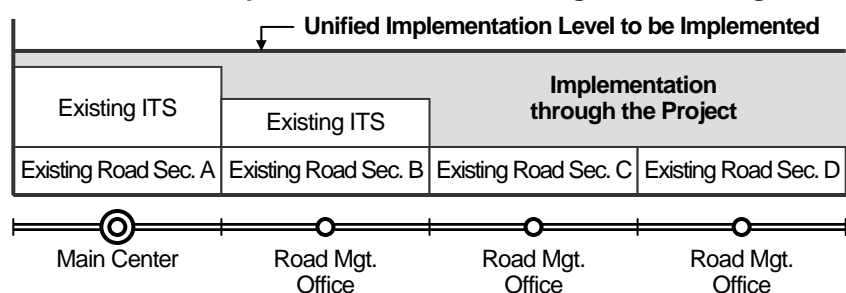 Unified Implementation Level to be Implemented
Implementation
through the Project
Existing ITS
Existing ITS
Existing Road Sec. A
Existing Road Sec. B
Existing Road Sec. C
Existing Road Sec. D
Main Center
Road Mgt.
Office
Road Mgt.
Office
Road Mgt.
Office